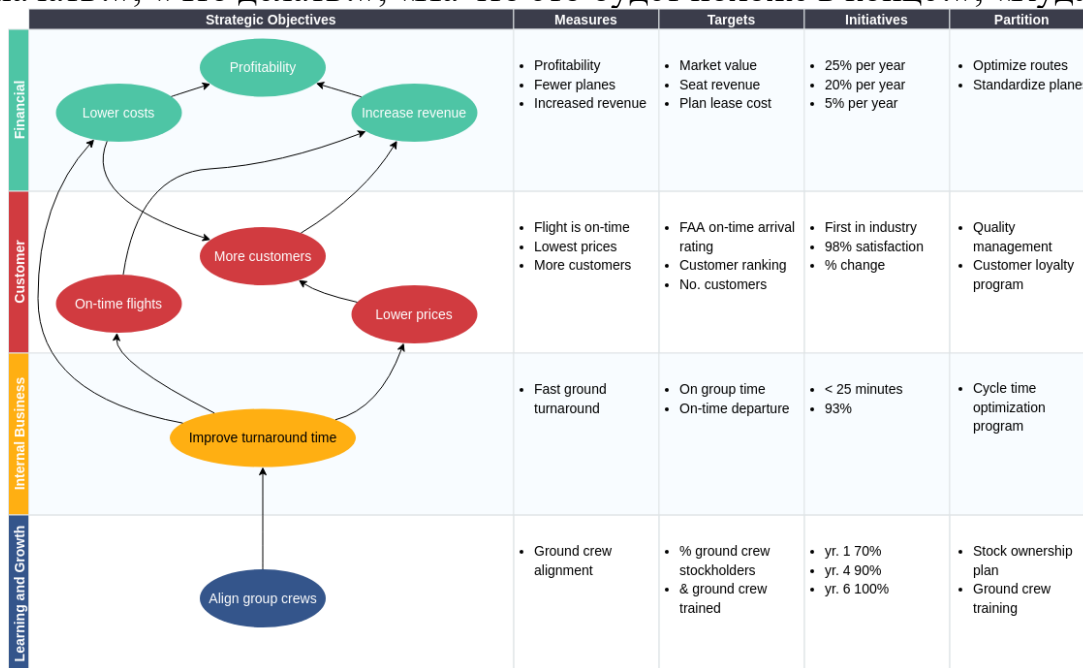 Strategic Objectives
Measures
Targets
Initiatives
Partition
Financial
Profitability
Lower costs
Increase revenue
• Profitability
• Fewer planes
• Increased revenue
• Market value
• Seat revenue
• Plan lease cost
• 25% per year
• 20% per year
• 5% per year
• Optimize routes
• Standardize planes
Customer
More customers
On-time flights
Lower prices
• Flight is on-time
• Lowest prices
• More customers
• FAA on-time arrival
rating
• Customer ranking
• No. customers
• First in industry
• 98% satisfaction
• % change
• Quality
management
• Customer loyalty
program
Internal Business
Improve turnaround time
• Fast ground
turnaround
• On group time
• On-time departure
• < 25 minutes
• 93%
• Cycle time
optimization
program
Learning and Growth
Align group crews
• Ground crew
alignment
• % ground crew
stockholders
• & ground crew
trained
• yr. 1 70%
• yr. 4 90%
• yr. 6 100%
• Stock ownership
plan
• Ground crew
training